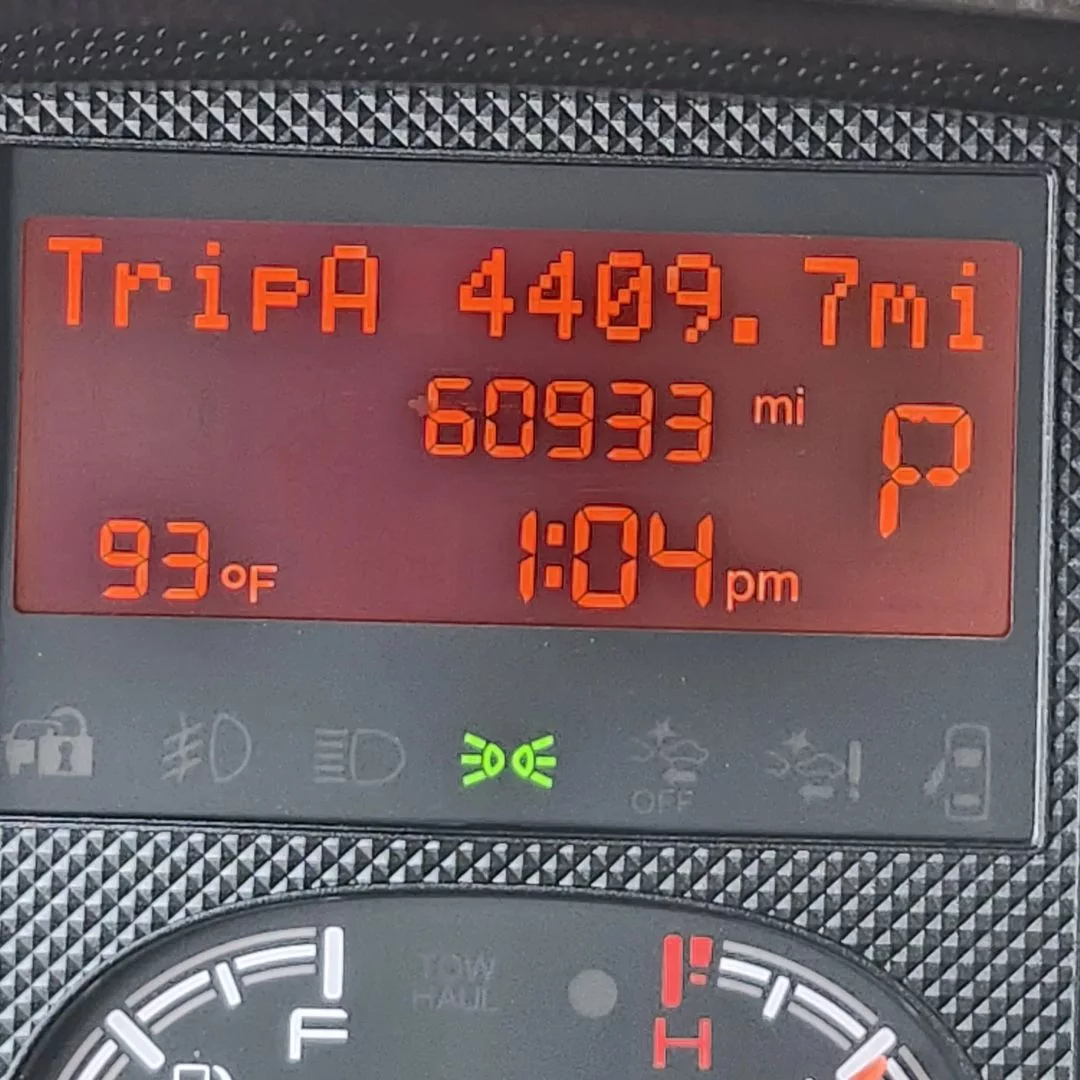 TripA 4409.7mi
60933 mi
P
93°F 1:04 pm
OFF
TOW
HAUL
F
H